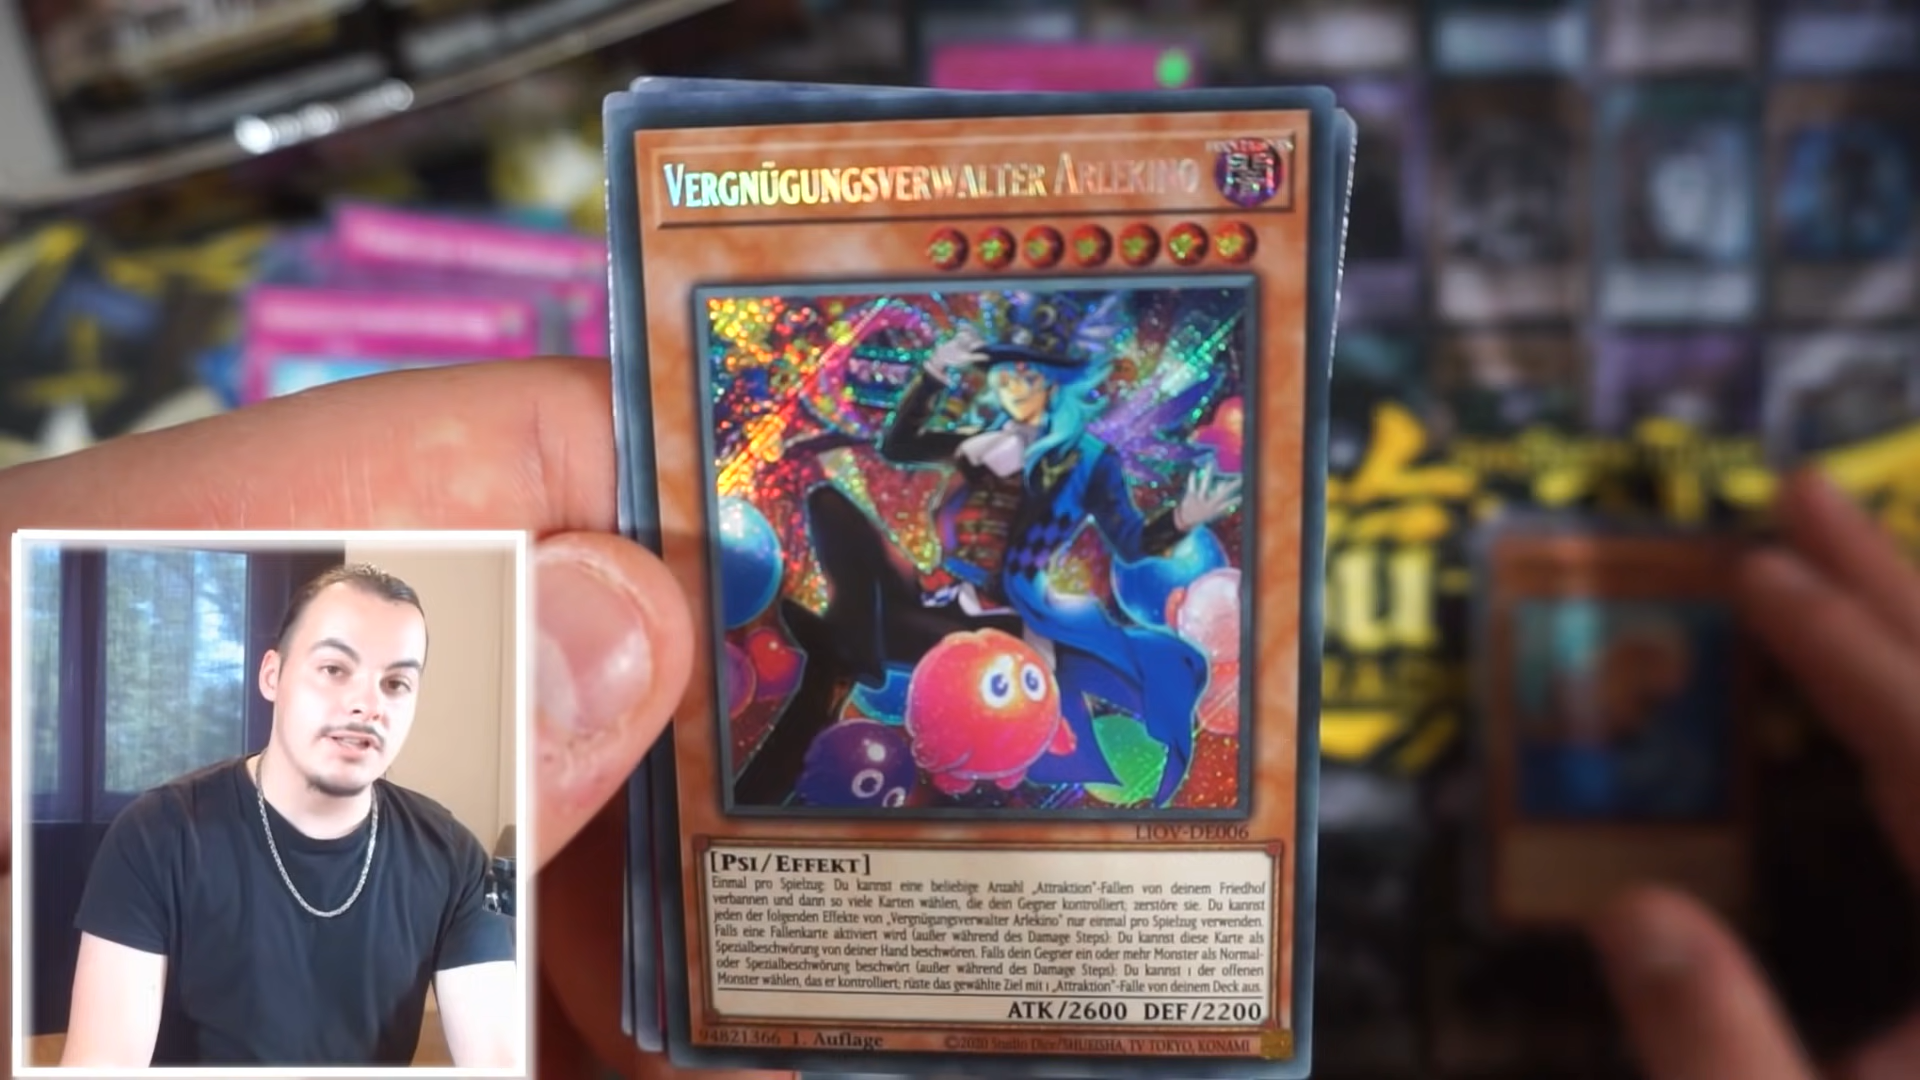 VERGNÜGUNGSVERWALTER ARLEKINO
LIOV-DE006
[PSI/EFFEKT]
Einmal pro Spielzug: Du kannst eine beliebige Anzahl „Attraktion"-Fallen von deinem Friedhof
verbannen und dann so viele Karten wählen, die dein Gegner kontrolliert; zerstöre sie. Du kannst
jeden der folgenden Effekte von „Vergnügungsverwalter Arlekino" nur einmal pro Spielzug verwenden.
Falls eine Fallenkarte aktiviert wird (außer während des Damage Steps): Du kannst diese Karte als
Spezialbeschwörung von deiner Hand beschwören. Falls dein Gegner ein oder mehr Monster als Normal-
oder Spezialbeschwörung beschwört (außer während des Damage Steps): Du kannst 1 der offenen
Monster wählen, das er kontrolliert; rüste das gewählte Ziel mit 1 „Attraktion"-Falle von deinem Deck aus.
ATK/2600 DEF/2200
94821366 1. Auflage ©2020 Studio Dice/SHUEISHA, TV TOKYO, KONAMI